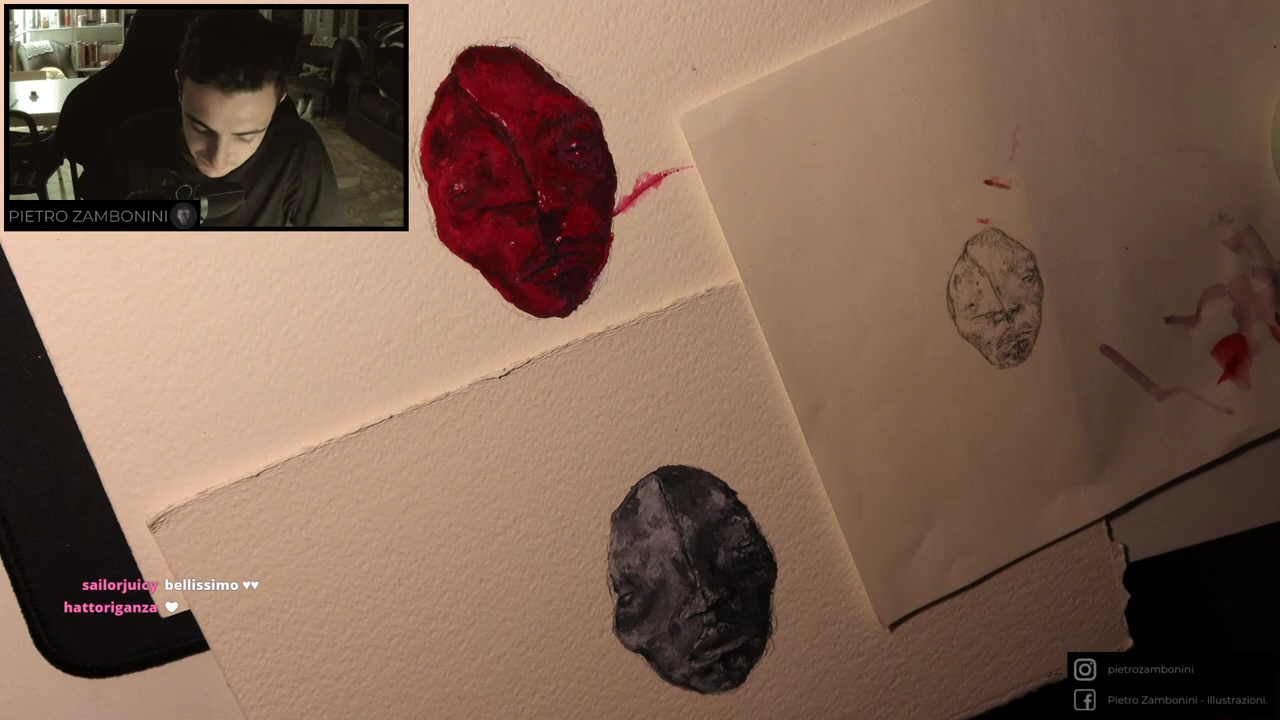 PIETRO ZAMBONINI
sailorjuicy bellissimo ♥♥
hattoriganza 🤍
pietrozambonini
Pietro Zambonini - illustrazioni.